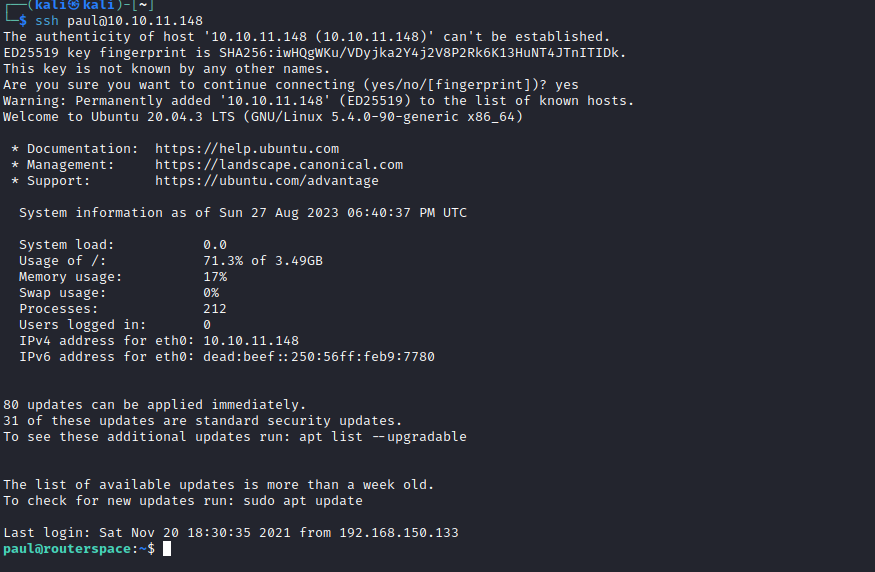 ┌──(kali㉿kali)-[~]
└─$ ssh paul@10.10.11.148
The authenticity of host '10.10.11.148 (10.10.11.148)' can't be established.
ED25519 key fingerprint is SHA256:iwHQgWKu/VDyjka2Y4j2V8P2Rk6K13HuNT4JTnITIDk.
This key is not known by any other names.
Are you sure you want to continue connecting (yes/no/[fingerprint])? yes
Warning: Permanently added '10.10.11.148' (ED25519) to the list of known hosts.
Welcome to Ubuntu 20.04.3 LTS (GNU/Linux 5.4.0-90-generic x86_64)
* Documentation:  https://help.ubuntu.com
* Management:     https://landscape.canonical.com
* Support:        https://ubuntu.com/advantage
System information as of Sun 27 Aug 2023 06:40:37 PM UTC
System load:           0.0
Usage of /:            71.3% of 3.49GB
Memory usage:          17%
Swap usage:            0%
Processes:             212
Users logged in:       0
IPv4 address for eth0: 10.10.11.148
IPv6 address for eth0: dead:beef::250:56ff:feb9:7780
80 updates can be applied immediately.
31 of these updates are standard security updates.
To see these additional updates run: apt list --upgradable
The list of available updates is more than a week old.
To check for new updates run: sudo apt update
Last login: Sat Nov 20 18:30:35 2021 from 192.168.150.133
paul@routerspace:~$